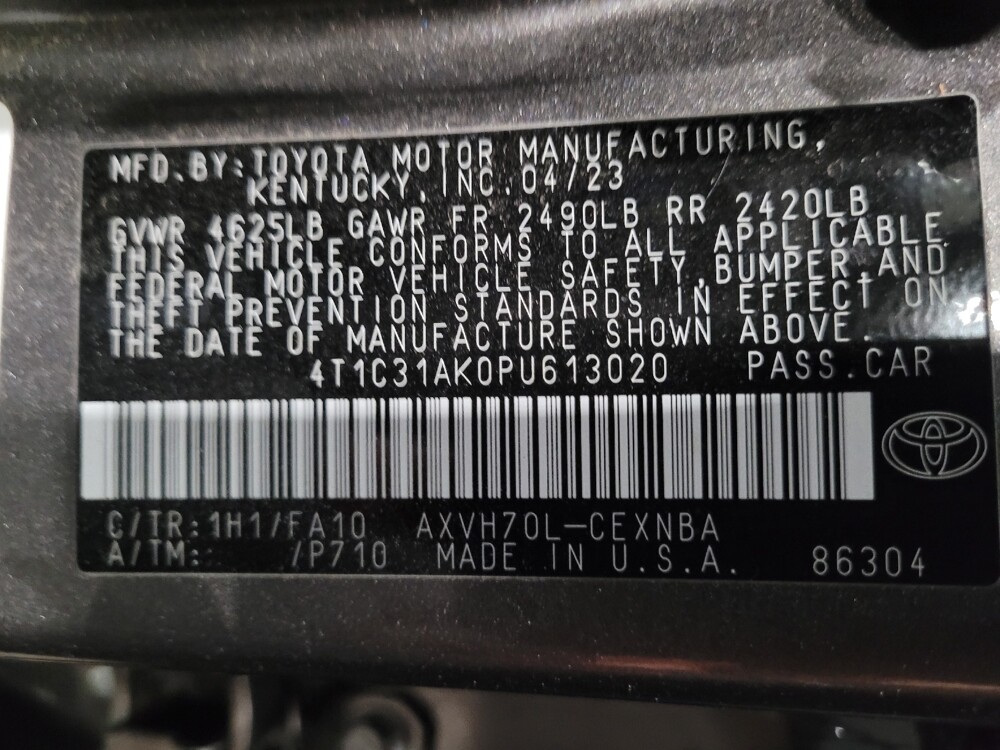 MFD.BY:TOYOTA MOTOR MANUFACTURING,
KENTUCKY, INC.04/23
GVWR 4625LB GAWR FR 2490LB RR 2420LB
THIS VEHICLE CONFORMS TO ALL APPLICABLE
FEDERAL MOTOR VEHICLE SAFETY,BUMPER,AND
THEFT PREVENTION STANDARDS IN EFFECT ON
THE DATE OF MANUFACTURE SHOWN ABOVE.
4T1C31AK0PU613020 PASS.CAR
C/TR:1H1/FA10 AXVH70L-CEXNBA
A/TM: /P710 MADE IN U.S.A. 86304